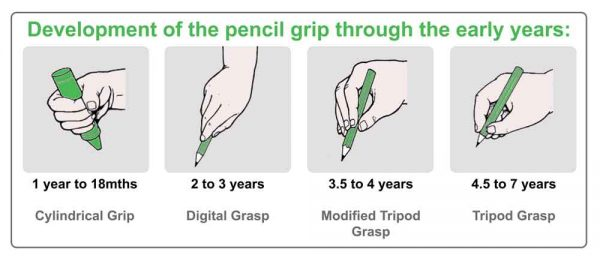 Development of the pencil grip through the early years:
1 year to 18mths
Cylindrical Grip
2 to 3 years
Digital Grasp
3.5 to 4 years
Modified Tripod
Grasp
4.5 to 7 years
Tripod Grasp